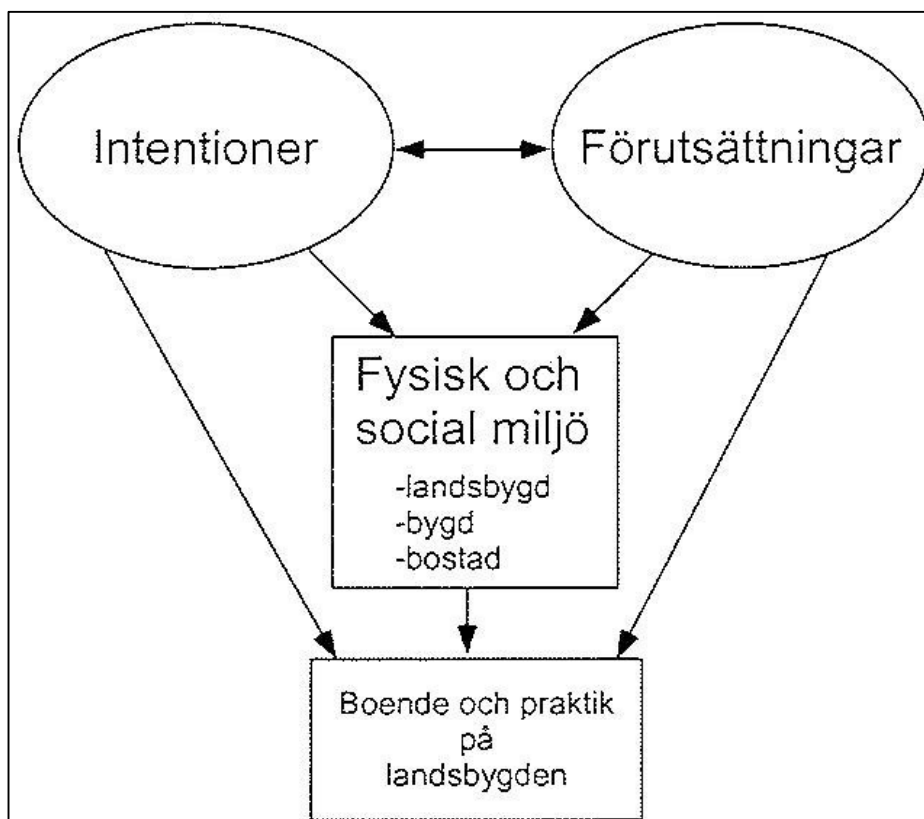 Intentioner
Förutsättningar
Fysisk och
social miljö
-landsbygd
-bygd
-bostad
Boende och praktik
på
landsbygden